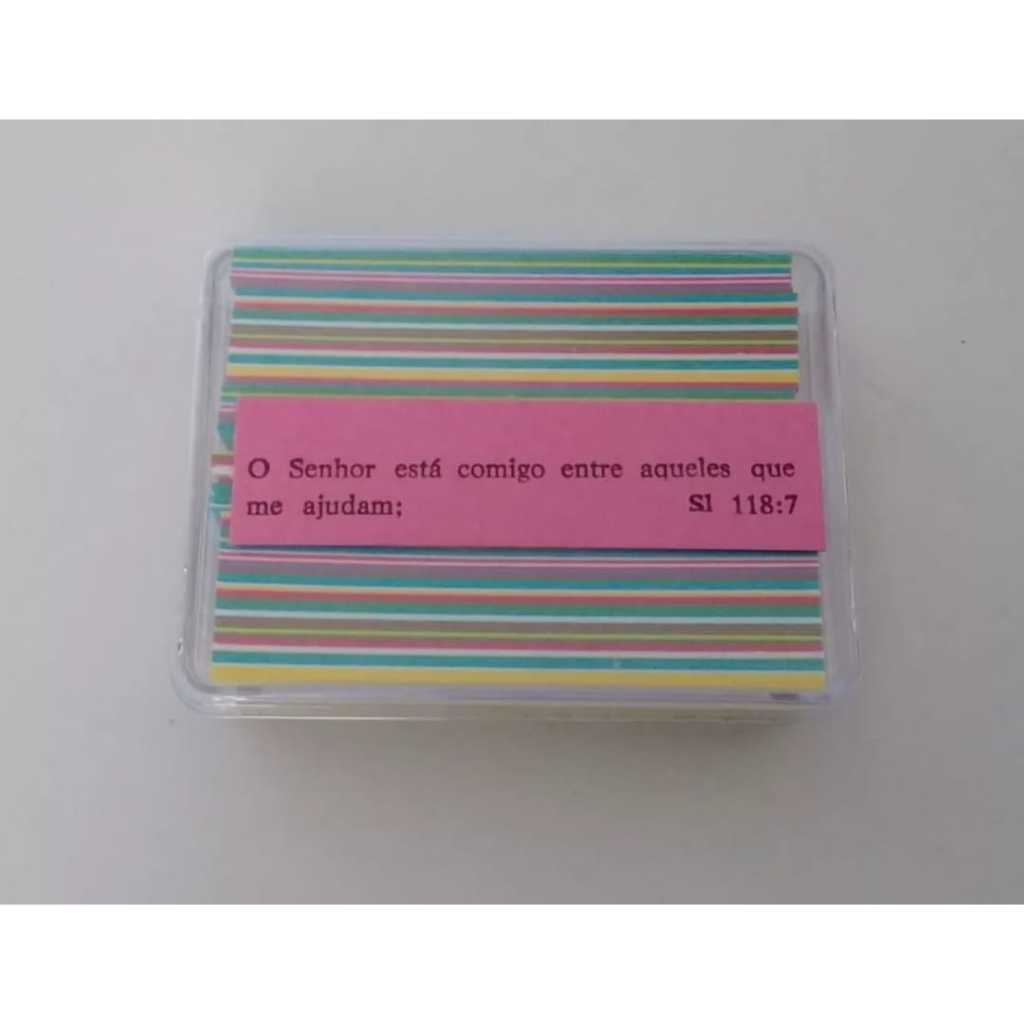 O Senhor está comigo entre aqueles que
me ajudam; Sl 118:7